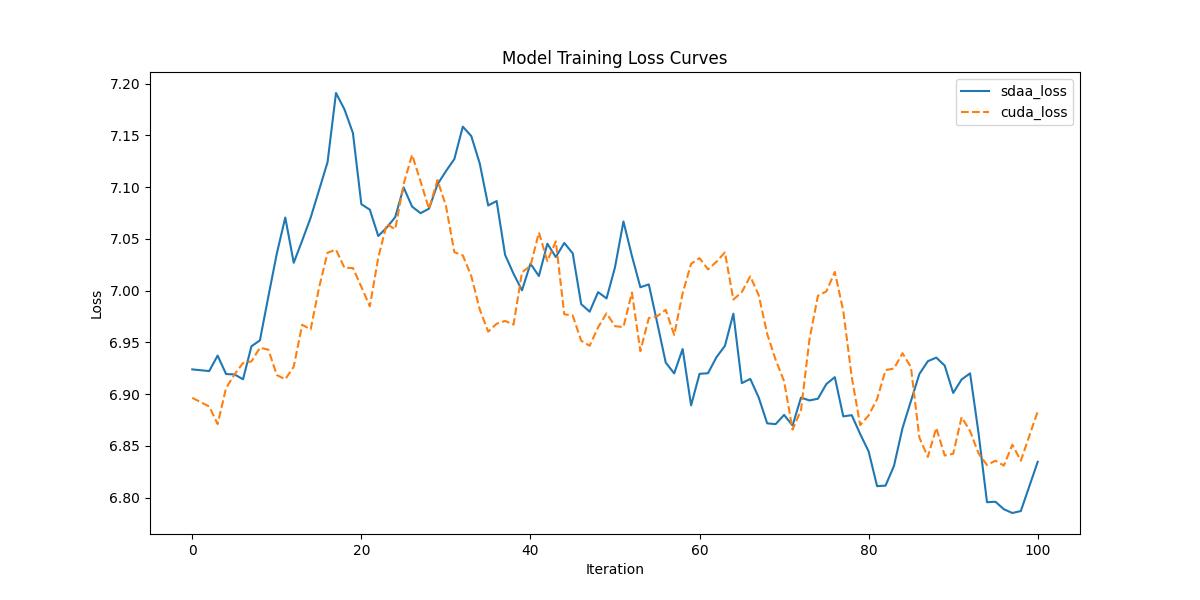 Model Training Loss Curves
7.20
7.15
7.10
7.05
7.00
6.95
6.90
6.85
6.80
Loss
sdaa_loss
cuda_loss
0 20 40 60 80 100
Iteration